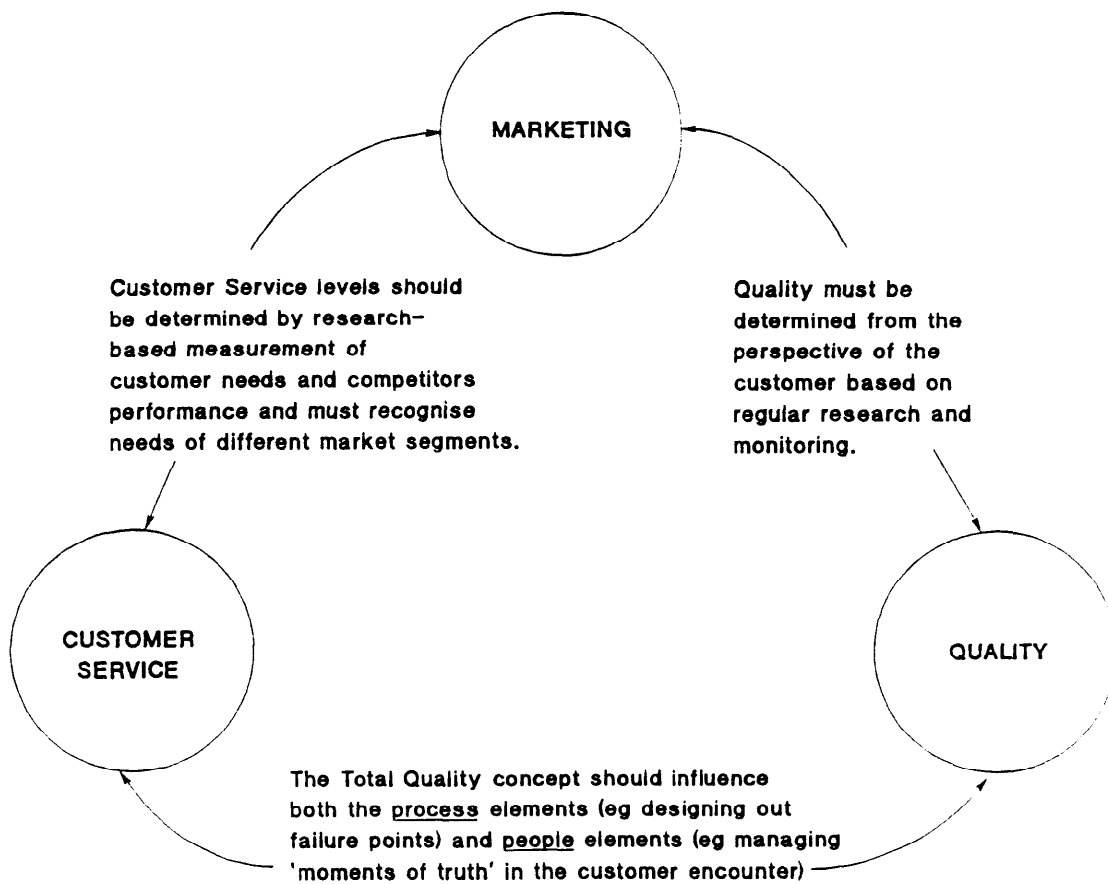 MARKETING
Customer Service levels should
be determined by research-
based measurement of
customer needs and competitors
performance and must recognise
needs of different market segments.
Quality must be
determined from the
perspective of the
customer based on
regular research and
monitoring.
CUSTOMER
SERVICE
QUALITY
The Total Quality concept should influence
both the process elements (eg designing out
failure points) and people elements (eg managing
'moments of truth' in the customer encounter)